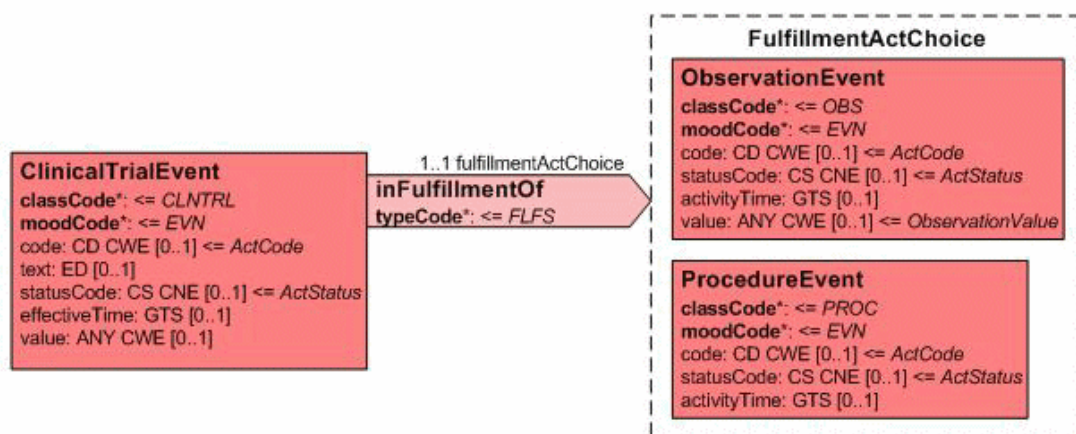 FulfillmentActChoice
ObservationEvent
classCode*: <= OBS
moodCode*: <= EVN
code: CD CWE [0..1] <= ActCode
statusCode: CS CNE [0..1] <= ActStatus
activityTime: GTS [0..1]
value: ANY CWE [0..1] <= ObservationValue
ClinicalTrialEvent
classCode*: <= CLNTRL
moodCode*: <= EVN
code: CD CWE [0..1] <= ActCode
text: ED [0..1]
statusCode: CS CNE [0..1] <= ActStatus
effectiveTime: GTS [0..1]
value: ANY CWE [0..1]
1..1 fulfillmentActChoice
inFulfillmentOf
typeCode*: <= FLFS
ProcedureEvent
classCode*: <= PROC
moodCode*: <= EVN
code: CD CWE [0..1] <= ActCode
statusCode: CS CNE [0..1] <= ActStatus
activityTime: GTS [0..1]